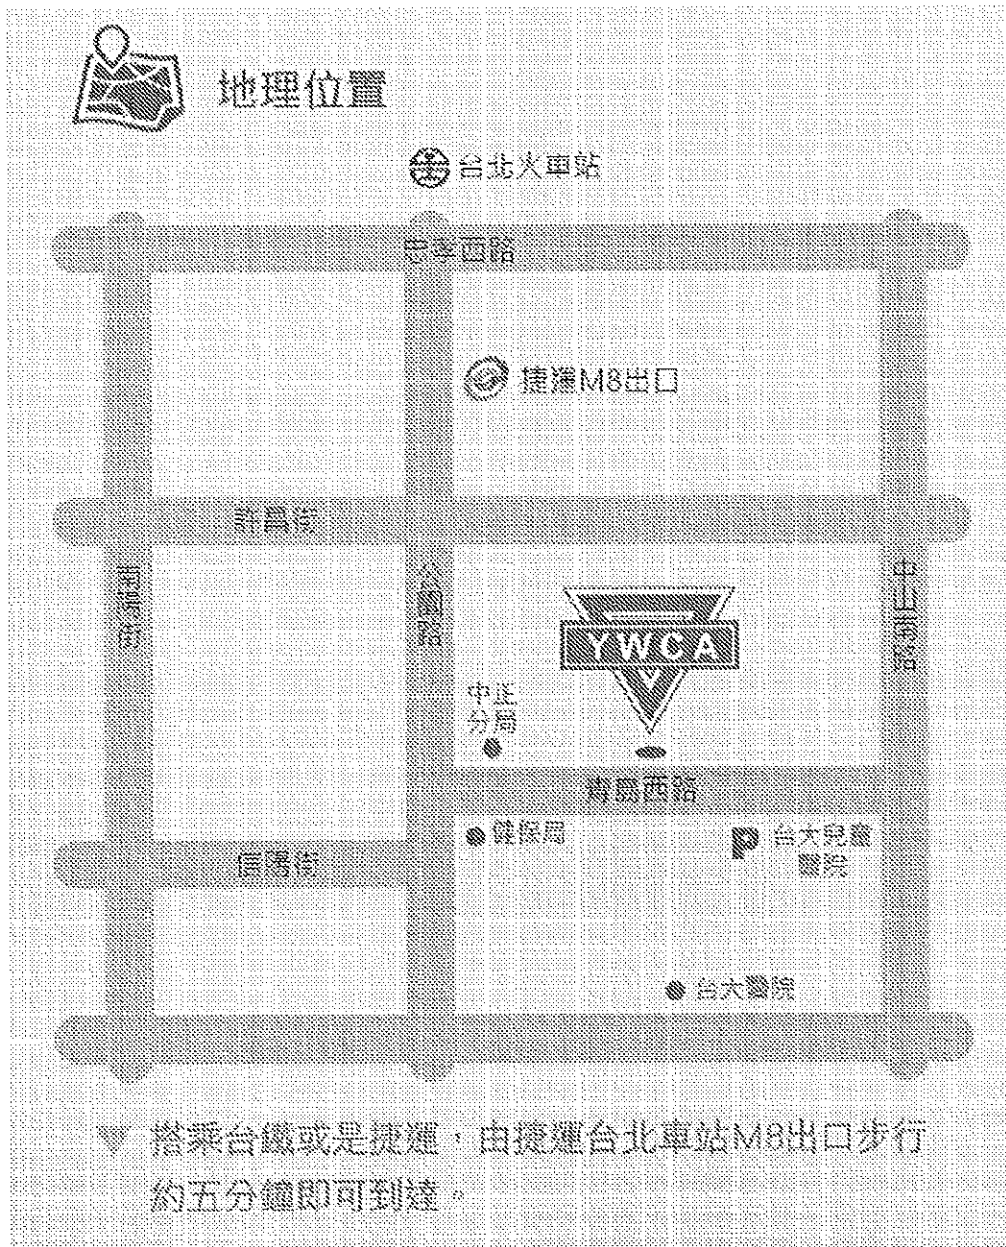 地理位置
台北火車站
忠孝西路
捷運M8出口
許昌街
館前街
公園路
中山南路
YWCA
中正
分局
青島西路
健保局
P
台大兒童
醫院
信陽街
台大醫院
▼ 搭乘台鐵或是捷運，由捷運台北車站M8出口步行
約五分鐘即可到達。